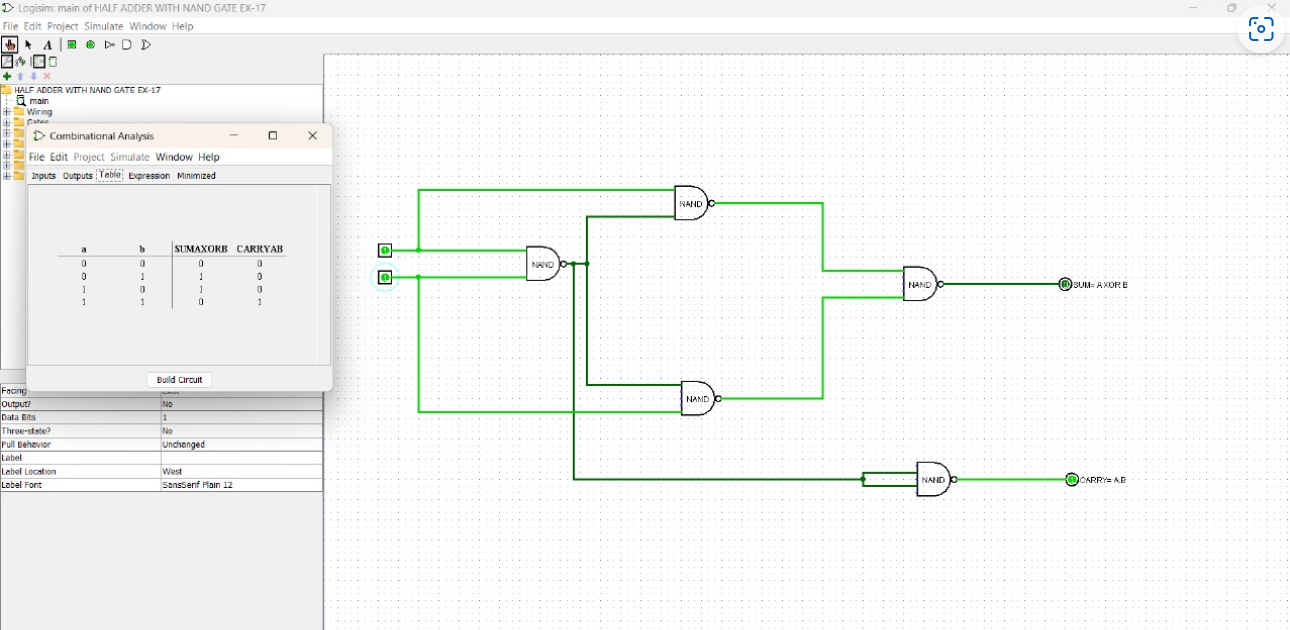 Logisim: main of HALF ADDER WITH NAND GATE EX-17
File Edit Project Simulate Window Help
A
HALF ADDER WITH NAND GATE EX-17
main
Wiring
Gates
Combinational Analysis
File Edit Project Simulate Window Help
Inputs Outputs Table Expression Minimized
a b SUMAXORB CARRYAB
0 0 0 0
0 1 1 0
1 0 1 0
1 1 0 1
Build Circuit
Facing East
Output? No
Data Bits 1
Three-state? No
Pull Behavior Unchanged
Label
Label Location West
Label Font SansSerif Plain 12
NAND
1
NAND
1
NAND
SUM= A XOR B
NAND
NAND
1
CARRY= A.B